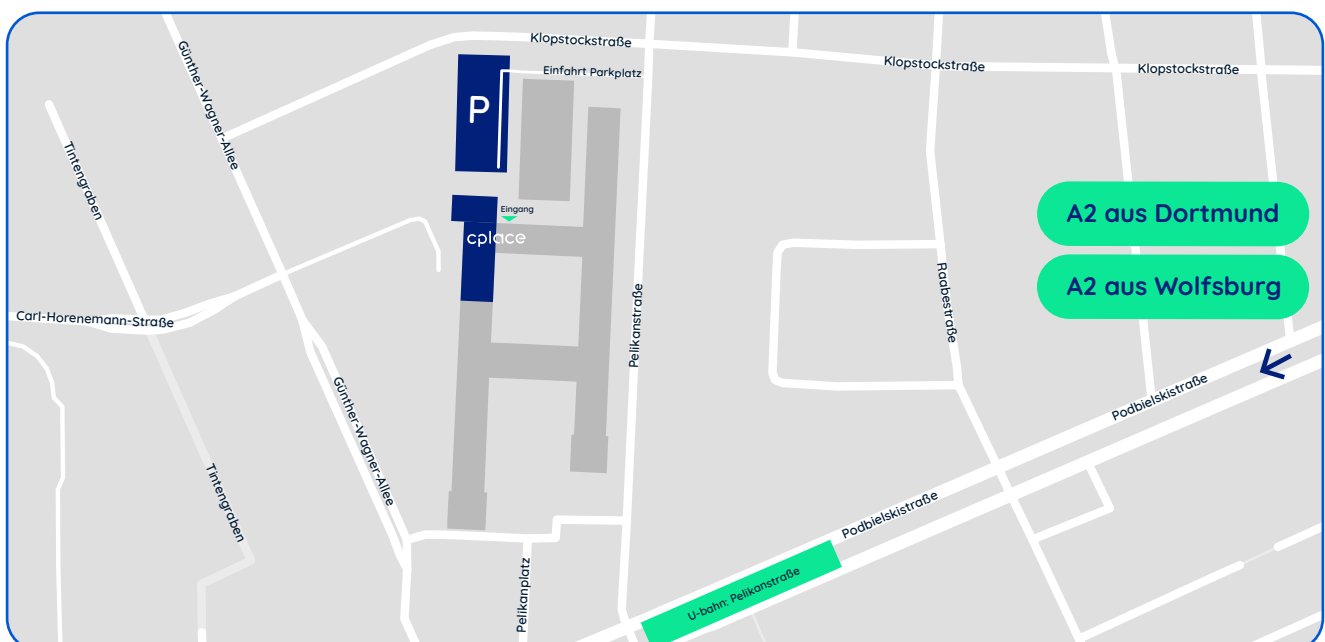 Klopstockstraße
Klopstockstraße
Klopstockstraße
Einfahrt Parkplatz
P
Günther-Wagner-Allee
Tintengraben
Eingang
cplace
A2 aus Dortmund
A2 aus Wolfsburg
Carl-Horenemann-Straße
Pelikanstraße
Raabestraße
Günther-Wagner-Allee
Podbielskistraße
Tintengraben
Podbielskistraße
Pelikanplatz
U-bahn: Pelikanstraße